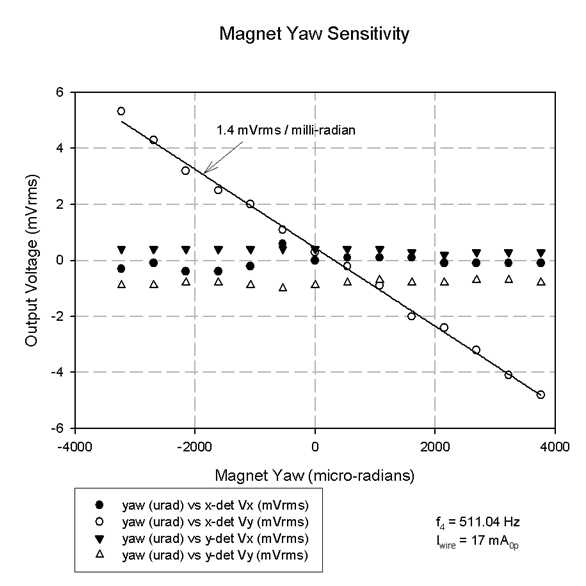 Magnet Yaw Sensitivity
1.4 mVrms / milli-radian
Output Voltage (mVrms)
6
4
2
0
-2
-4
-6
-4000 -2000 0 2000 4000
Magnet Yaw (micro-radians)
yaw (urad) vs x-det Vx (mVrms)
yaw (urad) vs x-det Vy (mVrms)
yaw (urad) vs y-det Vx (mVrms)
yaw (urad) vs y-det Vy (mVrms)
f4 = 511.04 Hz
Iwire = 17 mA0p